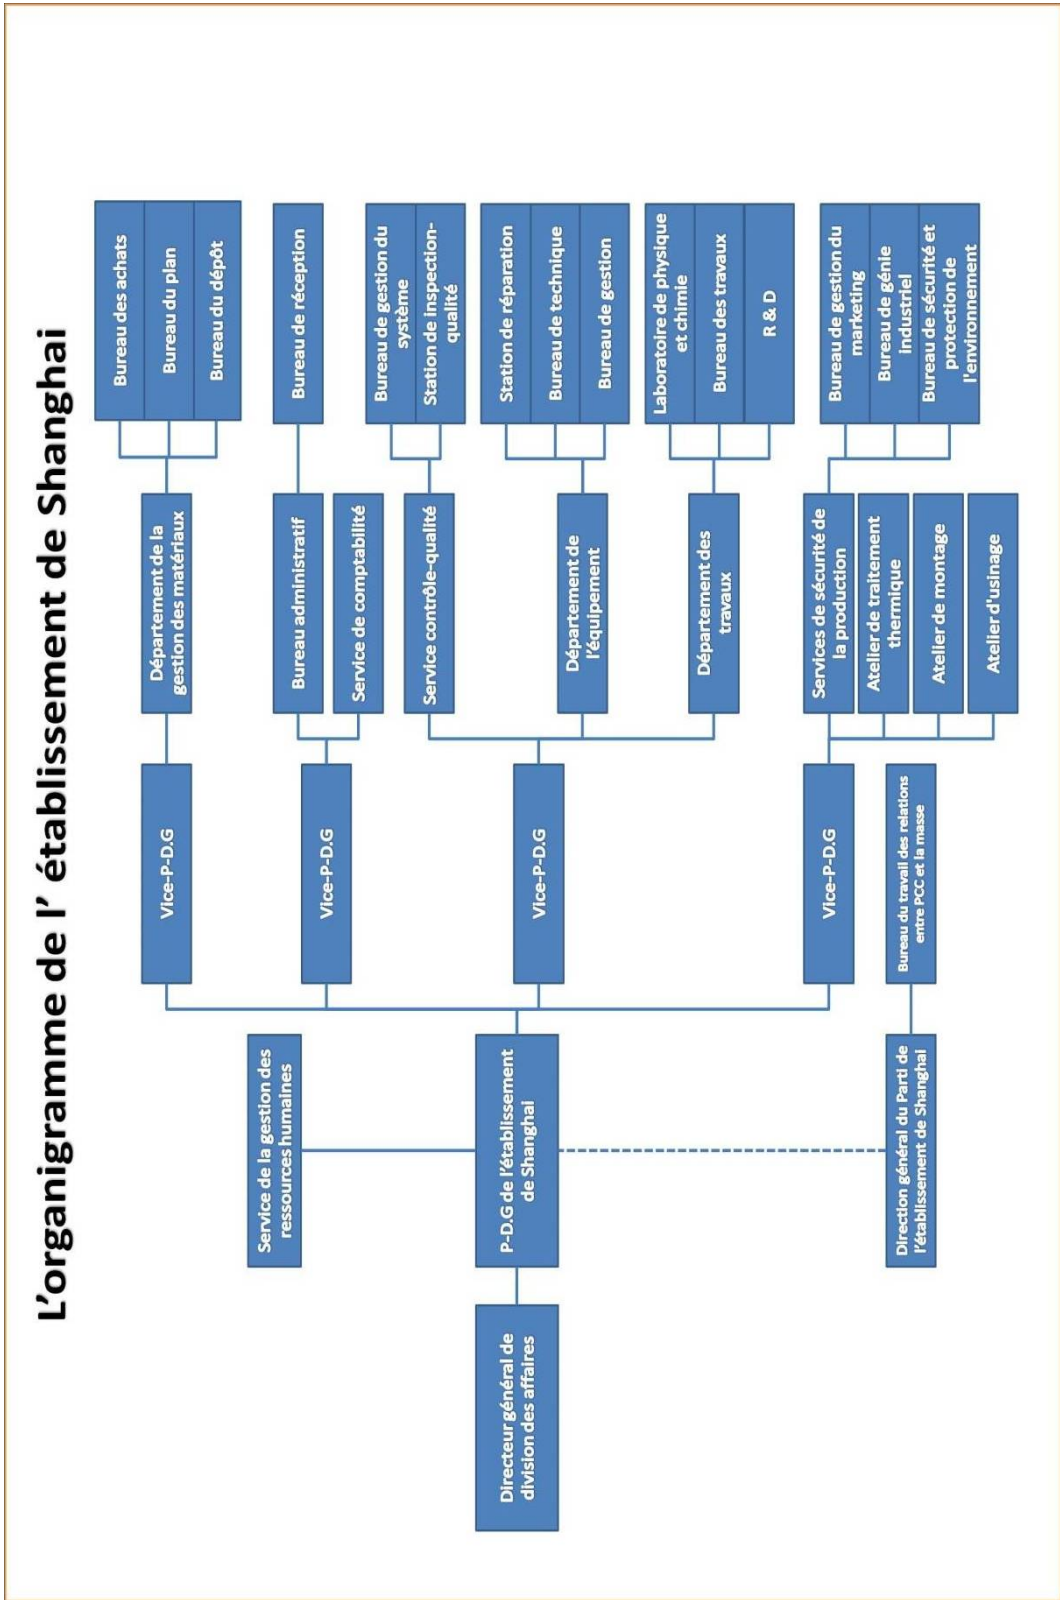 L'organigramme de l' établissement de Shanghai
Directeur général de
division des affaires
Service de la gestion des
ressources humaines
P-D.G de l'établissement
de Shanghai
Direction général du Parti de
l'établissement de Shanghai
Vice-P-D.G
Vice-P-D.G
Vice-P-D.G
Vice-P-D.G
Bureau du travail des relations
entre PCC et la masse
Département de la
gestion des matériaux
Bureau administratif
Service de comptabilité
Service contrôle-qualité
Département de
l'équipement
Département des
travaux
Services de sécurité de
la production
Atelier de traitement
thermique
Atelier de montage
Atelier d'usinage
Bureau des achats
Bureau du plan
Bureau du dépôt
Bureau de réception
Bureau de gestion du
système
Station de inspection-
qualité
Station de réparation
Bureau de technique
Bureau de gestion
Laboratoire de physique
et chimie
Bureau des travaux
R & D
Bureau de gestion du
marketing
Bureau de génie
industriel
Bureau de sécurité et
protection de
l'environnement